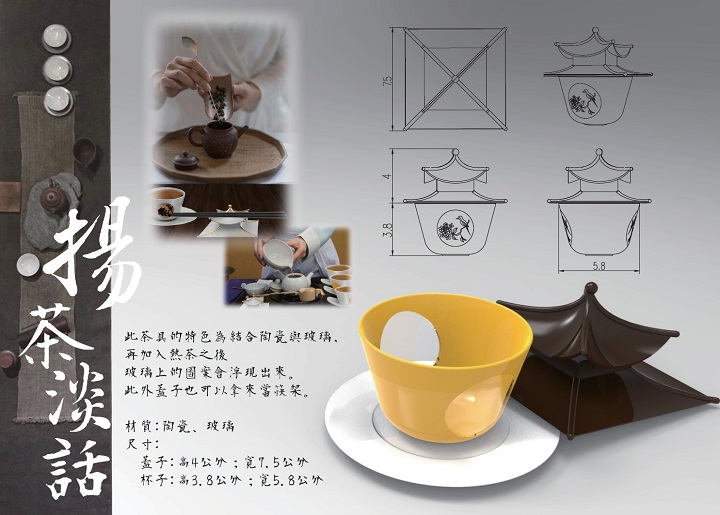 揚茶淡話
此茶具的特色為結合陶瓷與玻璃，
再加入熱茶之後
玻璃上的圖案會浮現出來。
此外蓋子也可以拿來當筷架。
材質：陶瓷、玻璃
尺寸：
蓋子：高4公分；寬7.5公分
杯子：高3.8公分；寬5.8公分
7.5
4
3.8
5.8